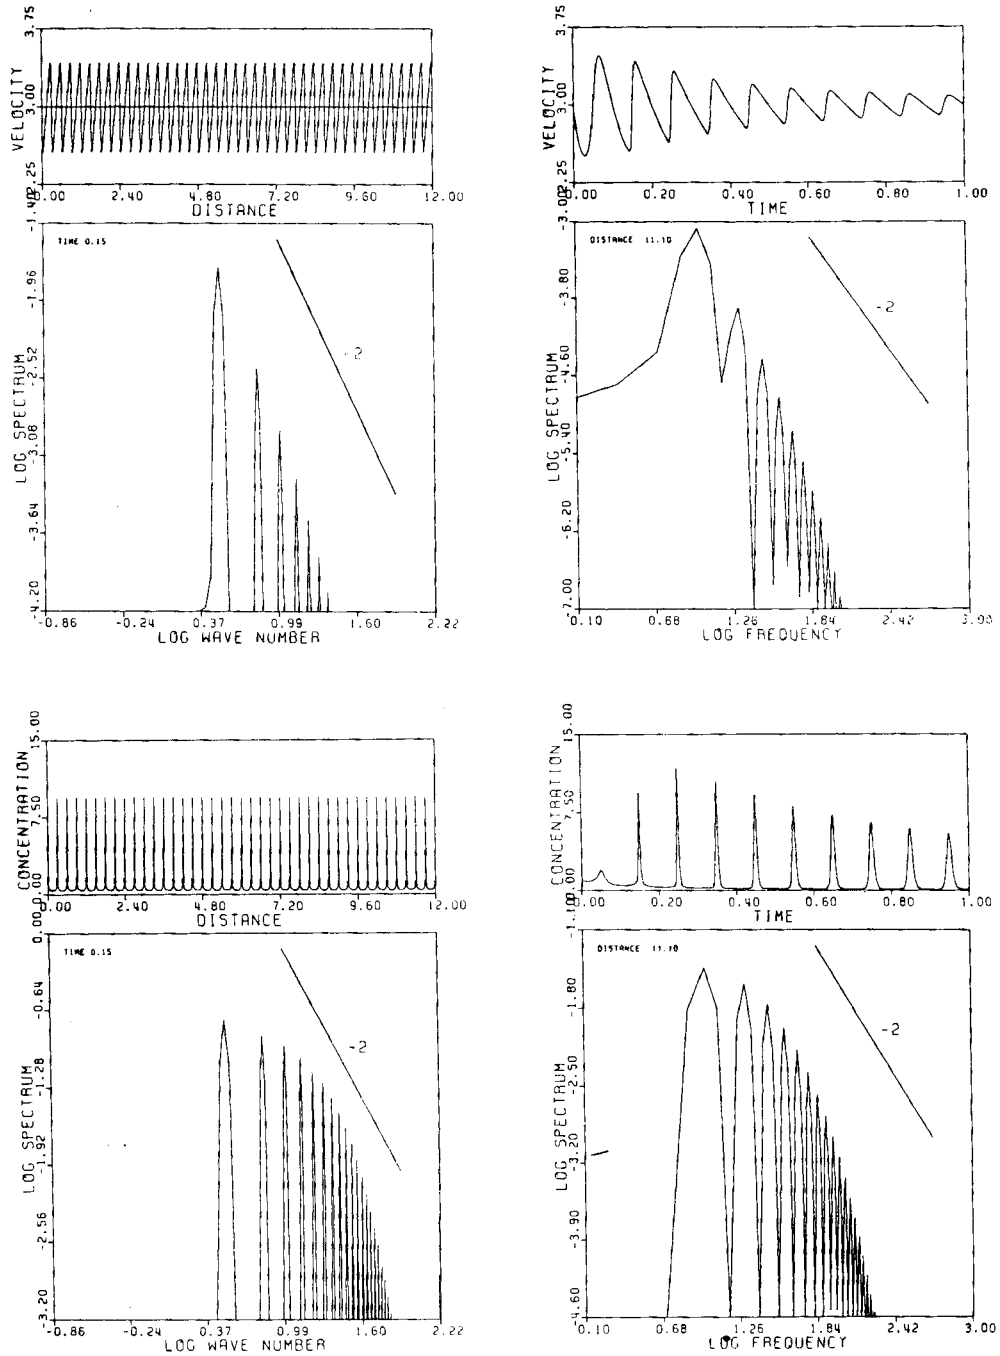 VELOCITY
3.75
3.00
2.25
0.00 2.40 4.80 7.20 9.60 12.00
DISTANCE
LOG SPECTRUM
-1.40
-1.96
-2.52
-3.08
-3.64
-4.20
TIME 0.15
-2
-0.86 -0.24 0.37 0.99 1.60 2.22
LOG WAVE NUMBER
VELOCITY
3.75
3.00
2.25
0.00 0.20 0.40 0.60 0.80 1.00
TIME
LOG SPECTRUM
-3.00
-3.80
-4.60
-5.40
-6.20
-7.00
DISTANCE 11.10
-2
0.10 0.68 1.26 1.84 2.42 3.00
LOG FREQUENCY
CONCENTRATION
15.00
7.50
0.00
0.00 2.40 4.80 7.20 9.60 12.00
DISTANCE
LOG SPECTRUM
0.00
-0.64
-1.28
-1.92
-2.56
-3.20
TIME 0.15
-2
-0.86 -0.24 0.37 0.99 1.60 2.22
LOG WAVE NUMBER
CONCENTRATION
15.00
7.50
0.00
0.00 0.20 0.40 0.60 0.80 1.00
TIME
LOG SPECTRUM
-1.10
-1.80
-2.50
-3.20
-3.90
-4.60
DISTANCE 11.10
-2
0.10 0.68 1.26 1.84 2.42 3.00
LOG FREQUENCY